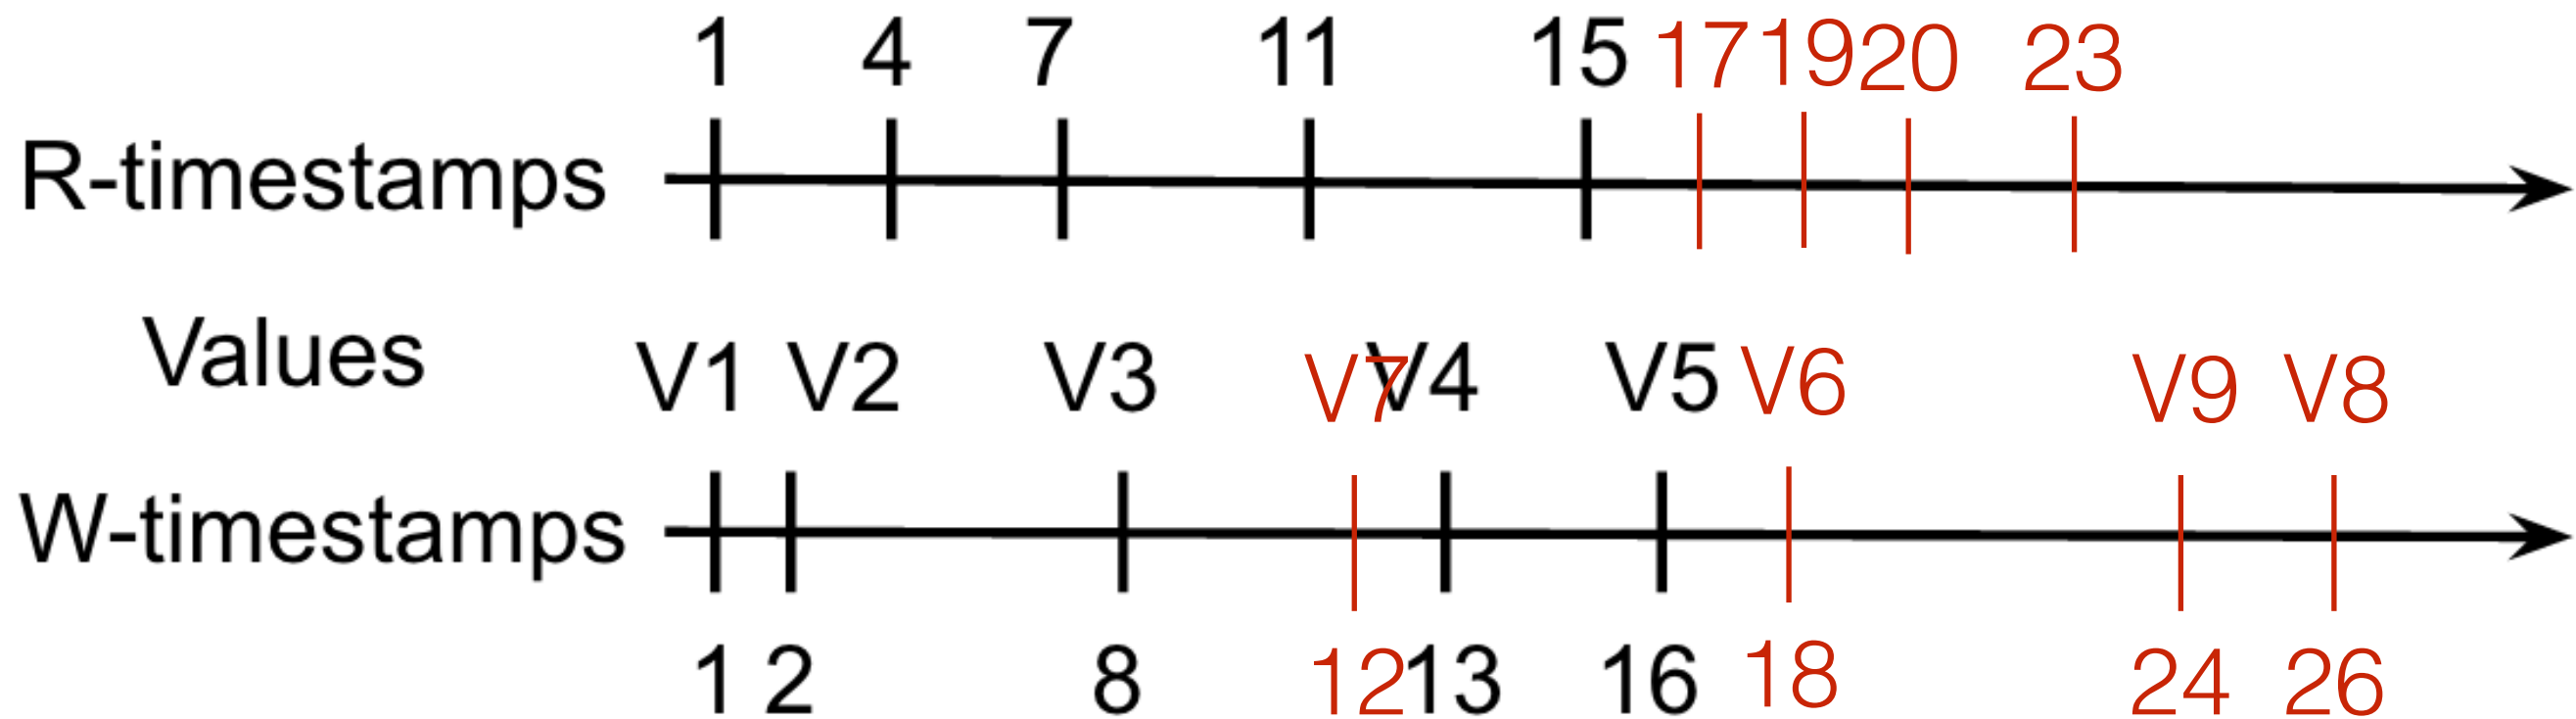 1 4 7 11 15 17 19 20 23
R-timestamps
Values V1 V2 V3 V7 V4 V5 V6 V9 V8
W-timestamps
1 2 8 12 13 16 18 24 26